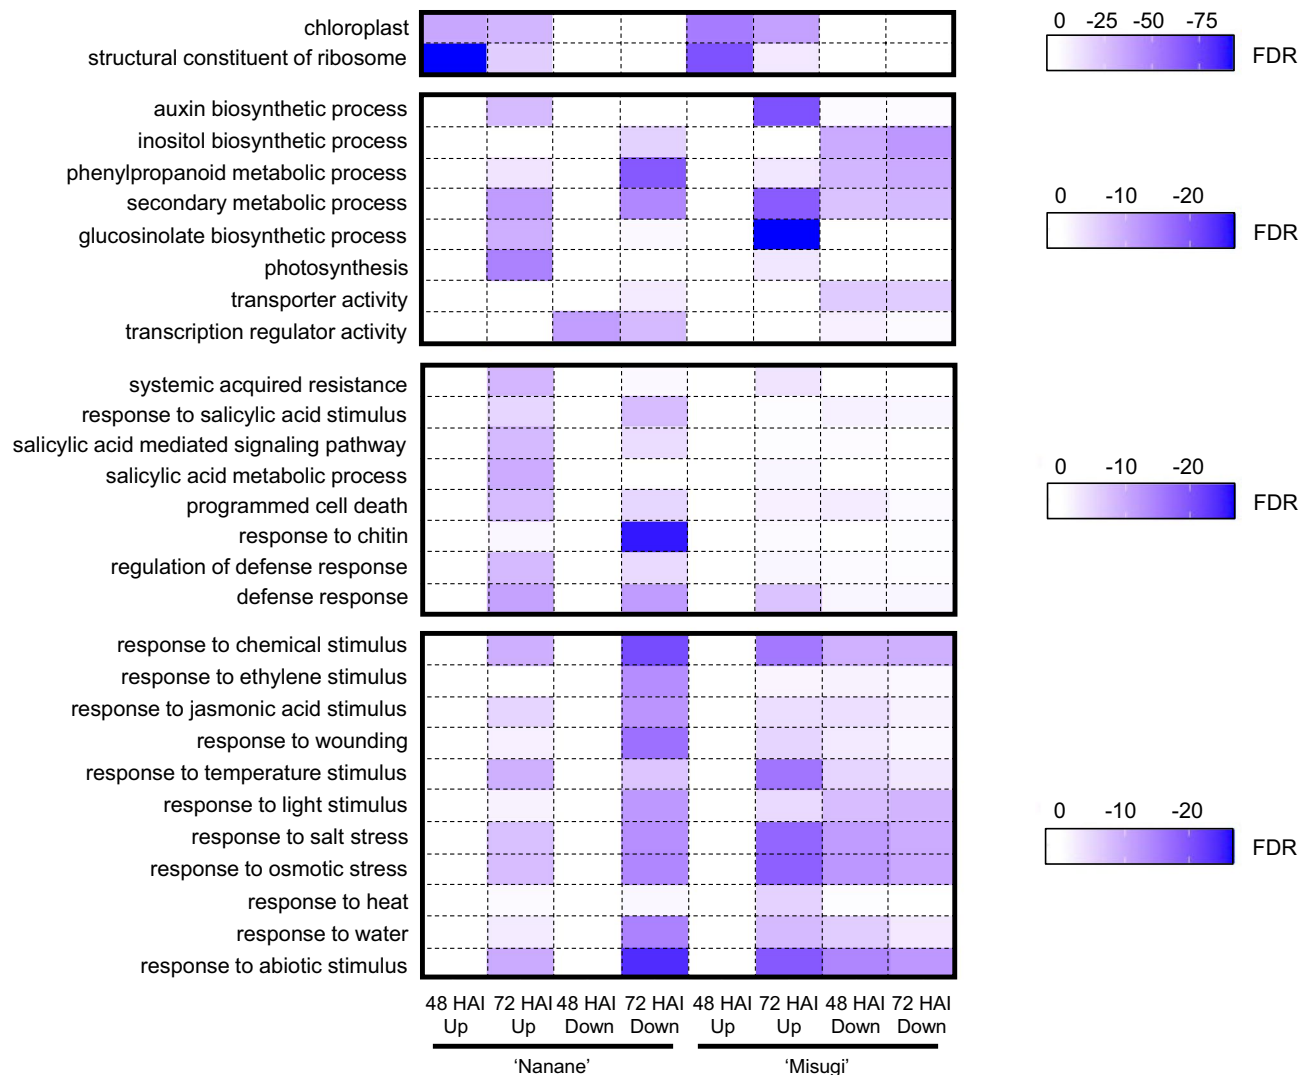 chloroplast
structural constituent of ribosome
0 -25 -50 -75
FDR
auxin biosynthetic process
inositol biosynthetic process
phenylpropanoid metabolic process
secondary metabolic process
glucosinolate biosynthetic process
photosynthesis
transporter activity
transcription regulator activity
0 -10 -20
FDR
systemic acquired resistance
response to salicylic acid stimulus
salicylic acid mediated signaling pathway
salicylic acid metabolic process
programmed cell death
response to chitin
regulation of defense response
defense response
0 -10 -20
FDR
response to chemical stimulus
response to ethylene stimulus
response to jasmonic acid stimulus
response to wounding
response to temperature stimulus
response to light stimulus
response to salt stress
response to osmotic stress
response to heat
response to water
response to abiotic stimulus
0 -10 -20
FDR
48 HAI 72 HAI 48 HAI 72 HAI 48 HAI 72 HAI 48 HAI 72 HAI
Up Up Down Down Up Up Down Down
‘Nanane’ ‘Misugi’